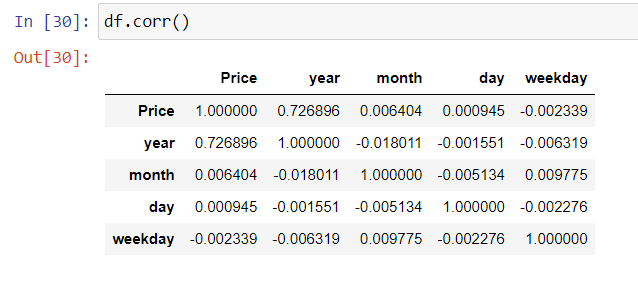 In [30]: df.corr()
Out[30]:
Price year month day weekday
Price 1.000000 0.726896 0.006404 0.000945 -0.002339
year 0.726896 1.000000 -0.018011 -0.001551 -0.006319
month 0.006404 -0.018011 1.000000 -0.005134 0.009775
day 0.000945 -0.001551 -0.005134 1.000000 -0.002276
weekday -0.002339 -0.006319 0.009775 -0.002276 1.000000